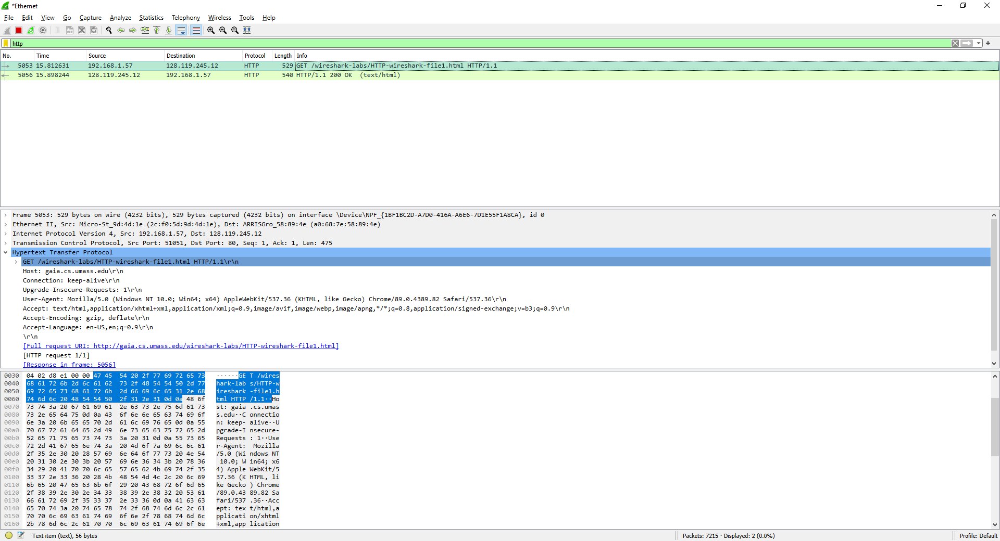 *Ethernet
File Edit View Go Capture Analyze Statistics Telephony Wireless Tools Help
http
No. Time Source Destination Protocol Length Info
5053 15.812631 192.168.1.57 128.119.245.12 HTTP 529 GET /wireshark-labs/HTTP-wireshark-file1.html HTTP/1.1
5056 15.898244 128.119.245.12 192.168.1.57 HTTP 540 HTTP/1.1 200 OK  (text/html)
Frame 5053: 529 bytes on wire (4232 bits), 529 bytes captured (4232 bits) on interface \Device\NPF_{1BF1BC2D-A7D0-416A-A6E6-7D1E55F1A8CA}, id 0
Ethernet II, Src: Micro-St_9d:4d:1e (2c:f0:5d:9d:4d:1e), Dst: ARRISGro_58:89:4e (a0:68:7e:58:89:4e)
Internet Protocol Version 4, Src: 192.168.1.57, Dst: 128.119.245.12
Transmission Control Protocol, Src Port: 51051, Dst Port: 80, Seq: 1, Ack: 1, Len: 475
Hypertext Transfer Protocol
GET /wireshark-labs/HTTP-wireshark-file1.html HTTP/1.1\r\n
Host: gaia.cs.umass.edu\r\n
Connection: keep-alive\r\n
Upgrade-Insecure-Requests: 1\r\n
User-Agent: Mozilla/5.0 (Windows NT 10.0; Win64; x64) AppleWebKit/537.36 (KHTML, like Gecko) Chrome/89.0.4389.82 Safari/537.36\r\n
Accept: text/html,application/xhtml+xml,application/xml;q=0.9,image/avif,image/webp,image/apng,*/*;q=0.8,application/signed-exchange;v=b3;q=0.9\r\n
Accept-Encoding: gzip, deflate\r\n
Accept-Language: en-US,en;q=0.9\r\n
\r\n
[Full request URI: http://gaia.cs.umass.edu/wireshark-labs/HTTP-wireshark-file1.html]
[HTTP request 1/1]
[Response in frame: 5056]
0030 04 02 d8 e1 00 00 47 45 54 20 2f 77 69 72 65 73 ······GE T /wires
0040 68 61 72 6b 2d 6c 61 62 73 2f 48 54 54 50 2d 77 hark-lab s/HTTP-w
0050 69 72 65 73 68 61 72 6b 2d 66 69 6c 65 31 2e 68 ireshark -file1.h
0060 74 6d 6c 20 48 54 54 50 2f 31 2e 31 0d 0a 48 6f tml HTTP /1.1··Ho
0070 73 74 3a 20 67 61 69 61 2e 63 73 2e 75 6d 61 73 st: gaia .cs.umas
0080 73 2e 65 64 75 0d 0a 43 6f 6e 6e 65 63 74 69 6f s.edu··C onnectio
0090 6e 3a 20 6b 65 65 70 2d 61 6c 69 76 65 0d 0a 55 n: keep- alive··U
00a0 70 67 72 61 64 65 2d 49 6e 73 65 63 75 72 65 2d pgrade-I nsecure-
00b0 52 65 71 75 65 73 74 73 3a 20 31 0d 0a 55 73 65 Requests : 1··Use
00c0 72 2d 41 67 65 6e 74 3a 20 4d 6f 7a 69 6c 6c 61 r-Agent:  Mozilla
00d0 2f 35 2e 30 20 28 57 69 6e 64 6f 77 73 20 4e 54 /5.0 (Wi ndows NT
00e0 20 31 30 2e 30 3b 20 57 69 6e 36 34 3b 20 78 36  10.0; W in64; x6
00f0 34 29 20 41 70 70 6c 65 57 65 62 4b 69 74 2f 35 4) Apple WebKit/5
0100 33 37 2e 33 36 20 28 4b 48 54 4d 4c 2c 20 6c 69 37.36 (K HTML, li
0110 6b 65 20 47 65 63 6b 6f 29 20 43 68 72 6f 6d 65 ke Gecko ) Chrome
0120 2f 38 39 2e 30 2e 34 33 38 39 2e 38 32 20 53 61 /89.0.43 89.82 Sa
0130 66 61 72 69 2f 35 33 37 2e 33 36 0d 0a 41 63 63 fari/537 .36··Acc
0140 65 70 74 3a 20 74 65 78 74 2f 68 74 6d 6c 2c 61 ept: tex t/html,a
0150 70 70 6c 69 63 61 74 69 6f 6e 2f 78 68 74 6d 6c pplicati on/xhtml
0160 2b 78 6d 6c 2c 61 70 70 6c 69 63 61 74 69 6f 6e +xml,app lication
Text item (text), 56 bytes
Packets: 7215 · Displayed: 2 (0.0%)
Profile: Default